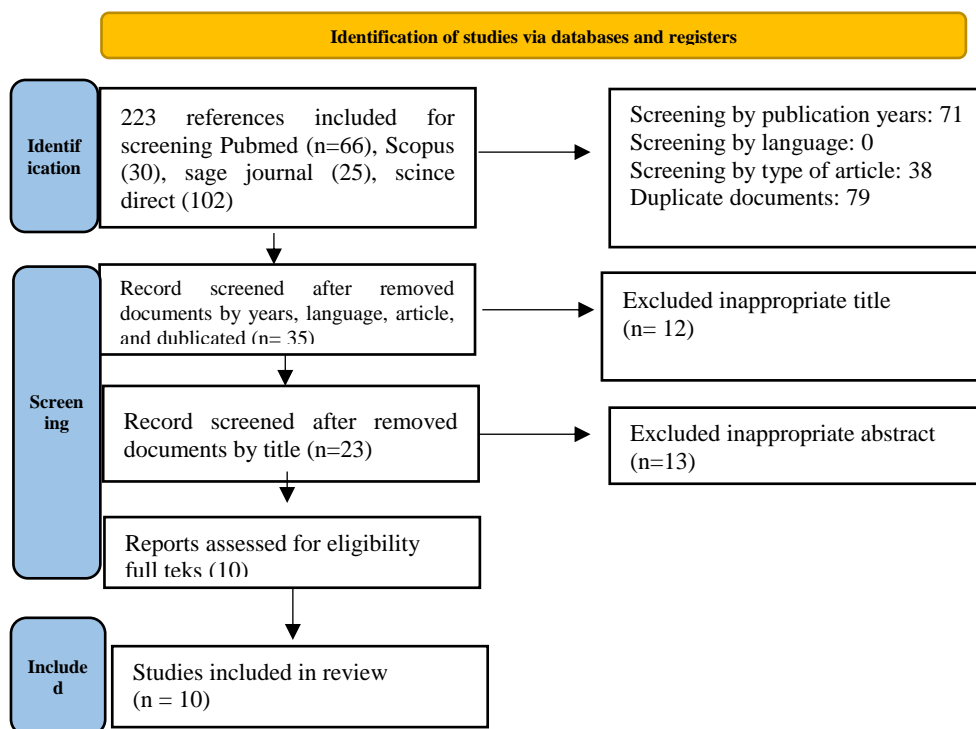 Identification of studies via databases and registers
Identif
ication
223 references included for
screening Pubmed (n=66), Scopus
(30), sage journal (25), scince
direct (102)
Screening by publication years: 71
Screening by language: 0
Screening by type of article: 38
Duplicate documents: 79
Screen
ing
Record screened after removed
documents by years, language, article,
and dublicated (n= 35)
Excluded inappropriate title
(n= 12)
Record screened after removed
documents by title (n=23)
Excluded inappropriate abstract
(n=13)
Reports assessed for eligibility
full teks (10)
Include
d
Studies included in review
(n = 10)